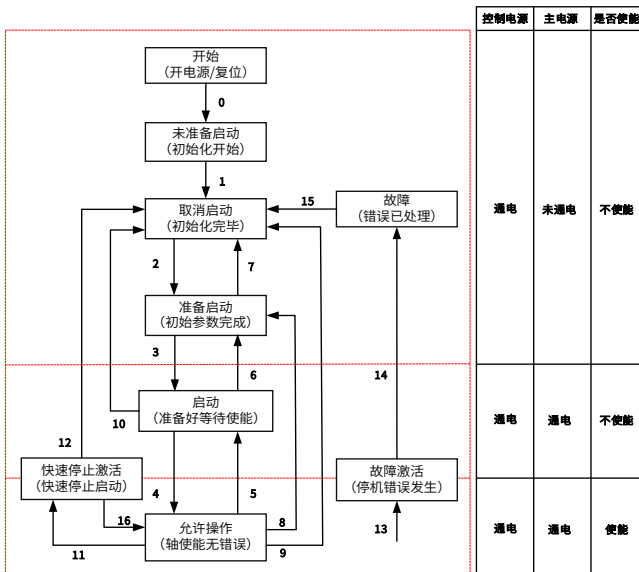 控制电源 主电源 是否使能
开始
(开电源/复位)
0
未准备启动
(初始化开始)
1
取消启动
(初始化完毕)
15
故障
(错误已处理)
通电 未通电 不使能
2
7
准备启动
(初始参数完成)
3
6
14
启动
(准备好等待使能)
10
通电 通电 不使能
12
快速停止激活
(快速停止启动)
故障激活
(停机错误发生)
4
5
16
允许操作
(轴使能无错误)
8
9
11
13
通电 通电 使能